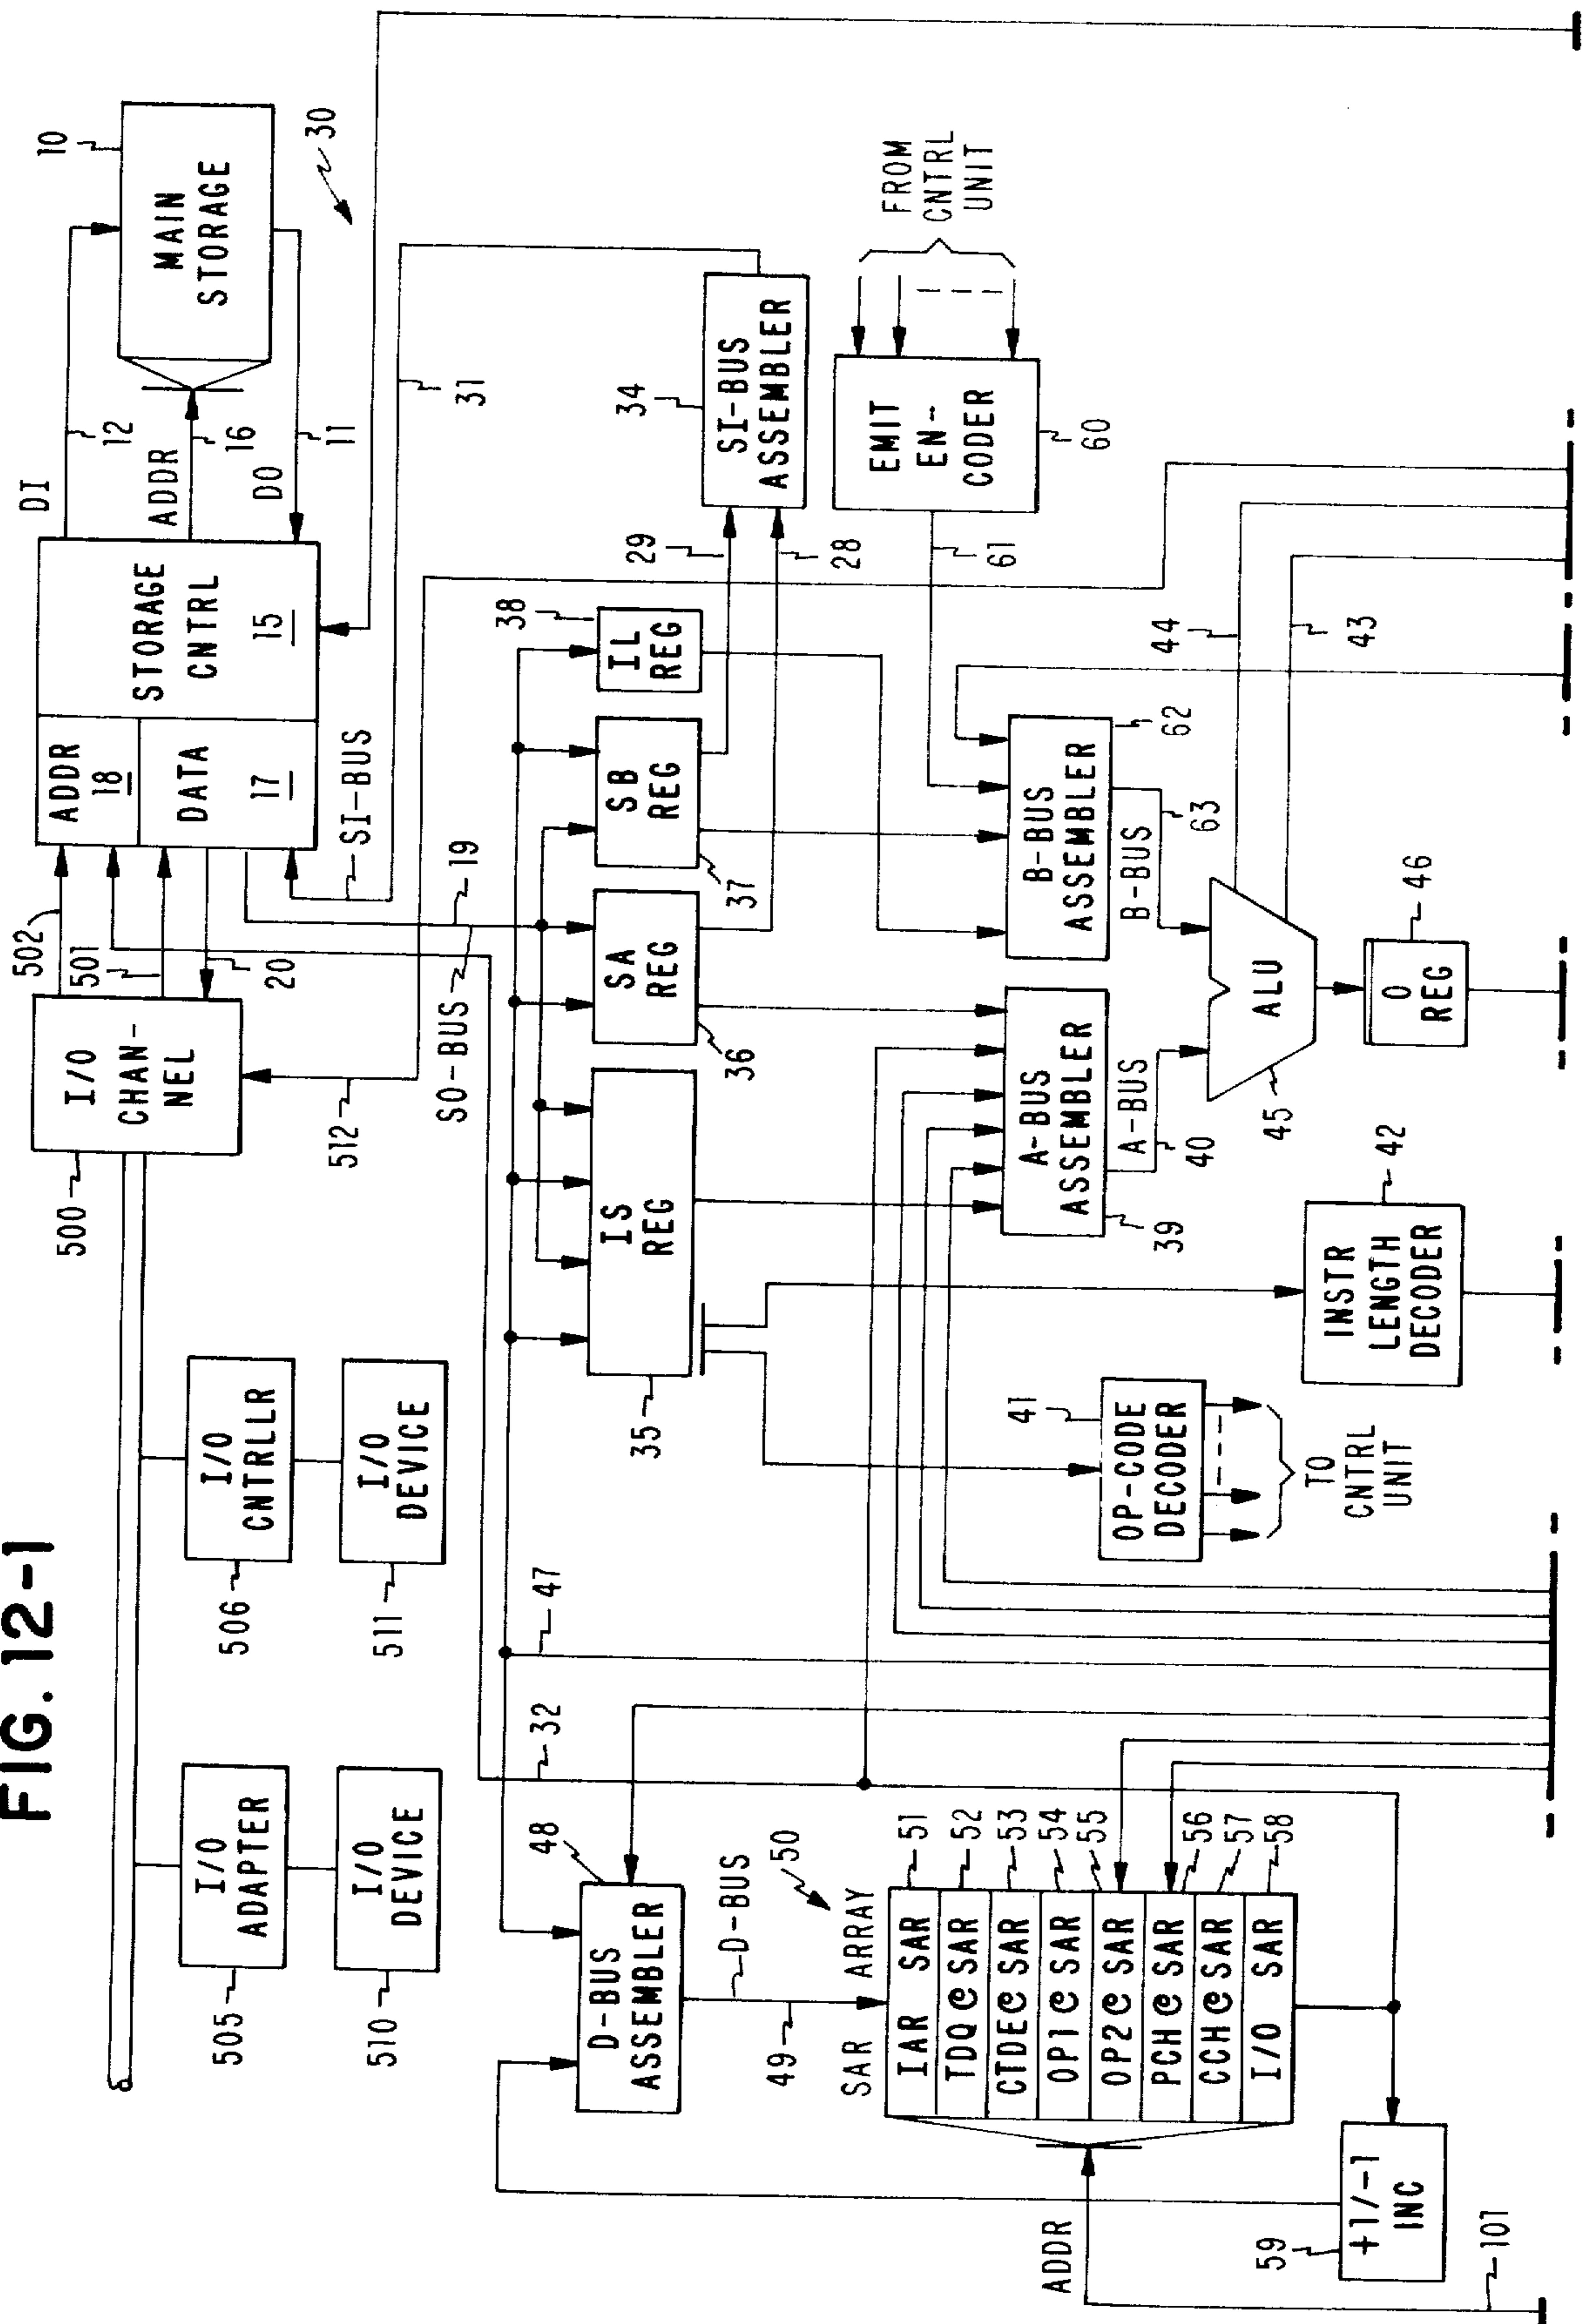 FIG. 12-1
I/O
CHAN-
NEL
500
502
501
20
512
ADDR
18
DATA
17
STORAGE
CNTRL
15
DI
12
ADDR
16
DO
11
MAIN
STORAGE
10
30
SI-BUS
31
SO-BUS
19
I/O
ADAPTER
505
I/O
DEVICE
510
I/O
CNTRLLR
506
I/O
DEVICE
511
32
47
IS
REG
35
SA
REG
36
SB
REG
37
IL
REG
38
29
28
SI-BUS
ASSEMBLER
34
EMIT
EN-
CODER
60
61
FROM
CNTRL
UNIT
D-BUS
ASSEMBLER
48
D-BUS
49
SAR ARRAY
50
IAR SAR
51
TDQ@SAR
52
CTDE@SAR
53
OP1@SAR
54
OP2@SAR
55
PCH@SAR
56
CCH@SAR
57
I/O SAR
58
ADDR
101
+1/-1
INC
59
OP-CODE
DECODER
41
TO
CNTRL
UNIT
INSTR
LENGTH
DECODER
42
A-BUS
ASSEMBLER
39
A-BUS
40
B-BUS
ASSEMBLER
62
B-BUS
63
44
43
ALU
45
O
REG
46